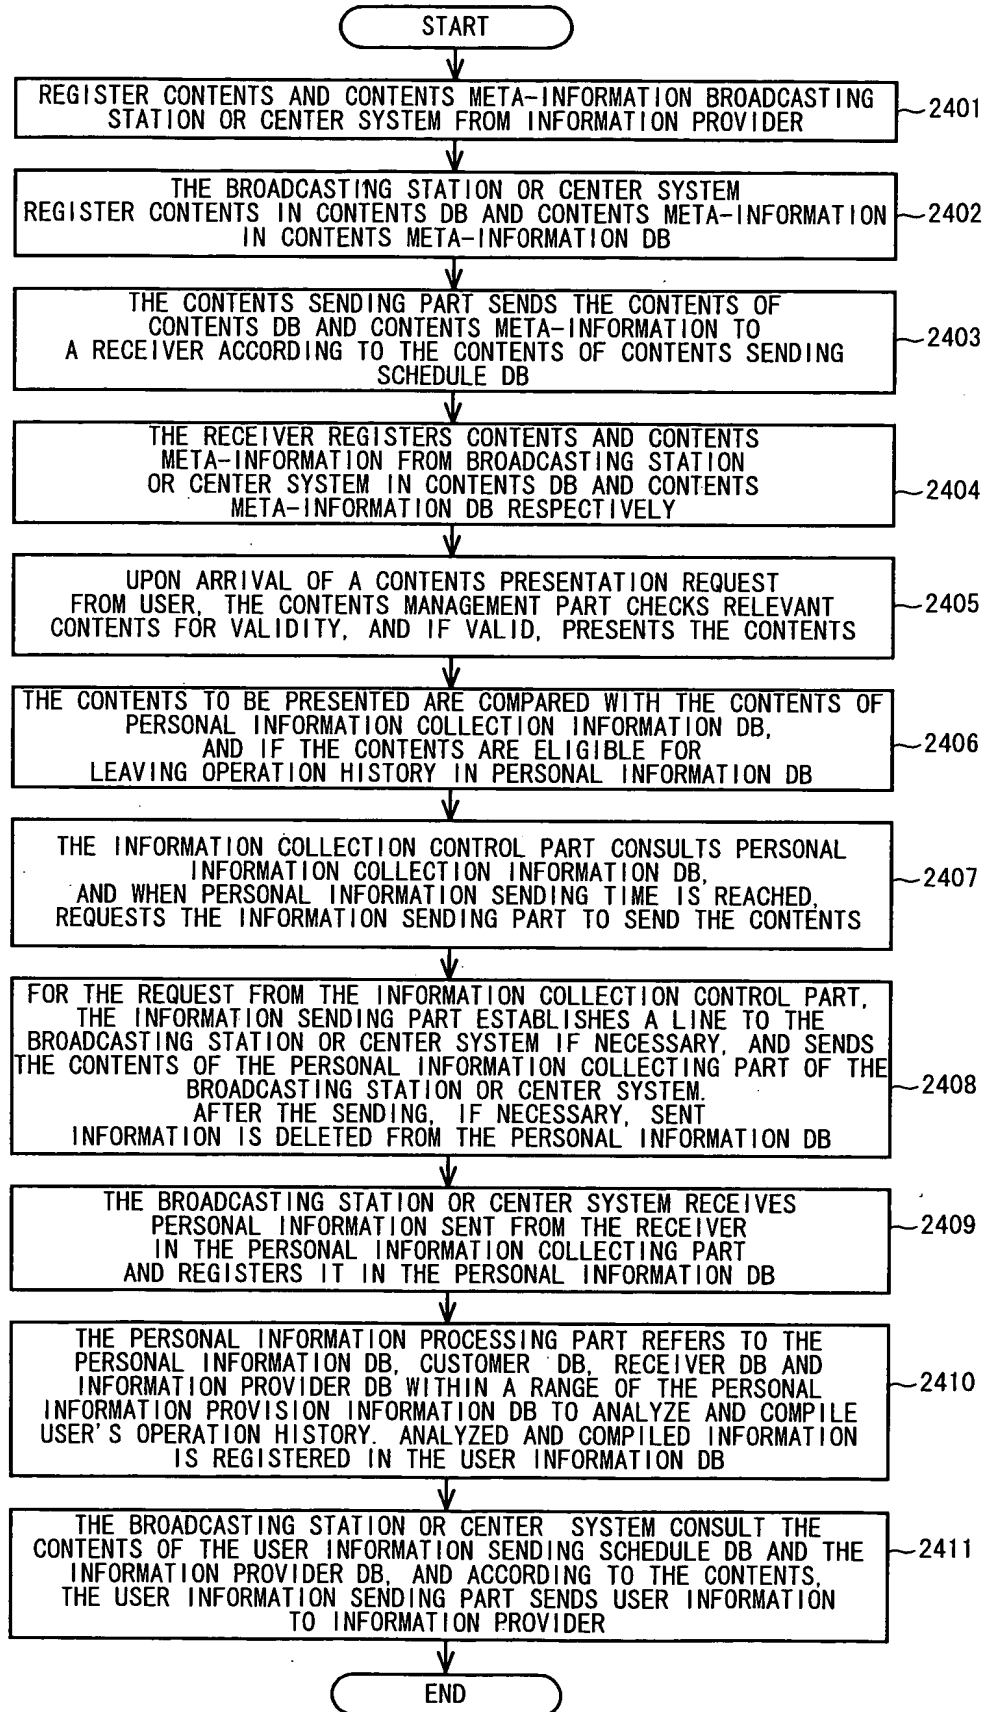 START
REGISTER CONTENTS AND CONTENTS META-INFORMATION BROADCASTING
STATION OR CENTER SYSTEM FROM INFORMATION PROVIDER
2401
THE BROADCASTING STATION OR CENTER SYSTEM
REGISTER CONTENTS IN CONTENTS DB AND CONTENTS META-INFORMATION
IN CONTENTS META-INFORMATION DB
2402
THE CONTENTS SENDING PART SENDS THE CONTENTS OF
CONTENTS DB AND CONTENTS META-INFORMATION TO
A RECEIVER ACCORDING TO THE CONTENTS OF CONTENTS SENDING
SCHEDULE DB
2403
THE RECEIVER REGISTERS CONTENTS AND CONTENTS
META-INFORMATION FROM BROADCASTING STATION
OR CENTER SYSTEM IN CONTENTS DB AND CONTENTS
META-INFORMATION DB RESPECTIVELY
2404
UPON ARRIVAL OF A CONTENTS PRESENTATION REQUEST
FROM USER, THE CONTENTS MANAGEMENT PART CHECKS RELEVANT
CONTENTS FOR VALIDITY, AND IF VALID, PRESENTS THE CONTENTS
2405
THE CONTENTS TO BE PRESENTED ARE COMPARED WITH THE CONTENTS OF
PERSONAL INFORMATION COLLECTION INFORMATION DB,
AND IF THE CONTENTS ARE ELIGIBLE FOR
LEAVING OPERATION HISTORY IN PERSONAL INFORMATION DB
2406
THE INFORMATION COLLECTION CONTROL PART CONSULTS PERSONAL
INFORMATION COLLECTION INFORMATION DB,
AND WHEN PERSONAL INFORMATION SENDING TIME IS REACHED,
REQUESTS THE INFORMATION SENDING PART TO SEND THE CONTENTS
2407
FOR THE REQUEST FROM THE INFORMATION COLLECTION CONTROL PART,
THE INFORMATION SENDING PART ESTABLISHES A LINE TO THE
BROADCASTING STATION OR CENTER SYSTEM IF NECESSARY, AND SENDS
THE CONTENTS OF THE PERSONAL INFORMATION COLLECTING PART OF THE
BROADCASTING STATION OR CENTER SYSTEM.
AFTER THE SENDING, IF NECESSARY, SENT
INFORMATION IS DELETED FROM THE PERSONAL INFORMATION DB
2408
THE BROADCASTING STATION OR CENTER SYSTEM RECEIVES
PERSONAL INFORMATION SENT FROM THE RECEIVER
IN THE PERSONAL INFORMATION COLLECTING PART
AND REGISTERS IT IN THE PERSONAL INFORMATION DB
2409
THE PERSONAL INFORMATION PROCESSING PART REFERS TO THE
PERSONAL INFORMATION DB, CUSTOMER DB, RECEIVER DB AND
INFORMATION PROVIDER DB WITHIN A RANGE OF THE PERSONAL
INFORMATION PROVISION INFORMATION DB TO ANALYZE AND COMPILE
USER'S OPERATION HISTORY. ANALYZED AND COMPILED INFORMATION
IS REGISTERED IN THE USER INFORMATION DB
2410
THE BROADCASTING STATION OR CENTER SYSTEM CONSULT THE
CONTENTS OF THE USER INFORMATION SENDING SCHEDULE DB AND THE
INFORMATION PROVIDER DB, AND ACCORDING TO THE CONTENTS,
THE USER INFORMATION SENDING PART SENDS USER INFORMATION
TO INFORMATION PROVIDER
2411
END